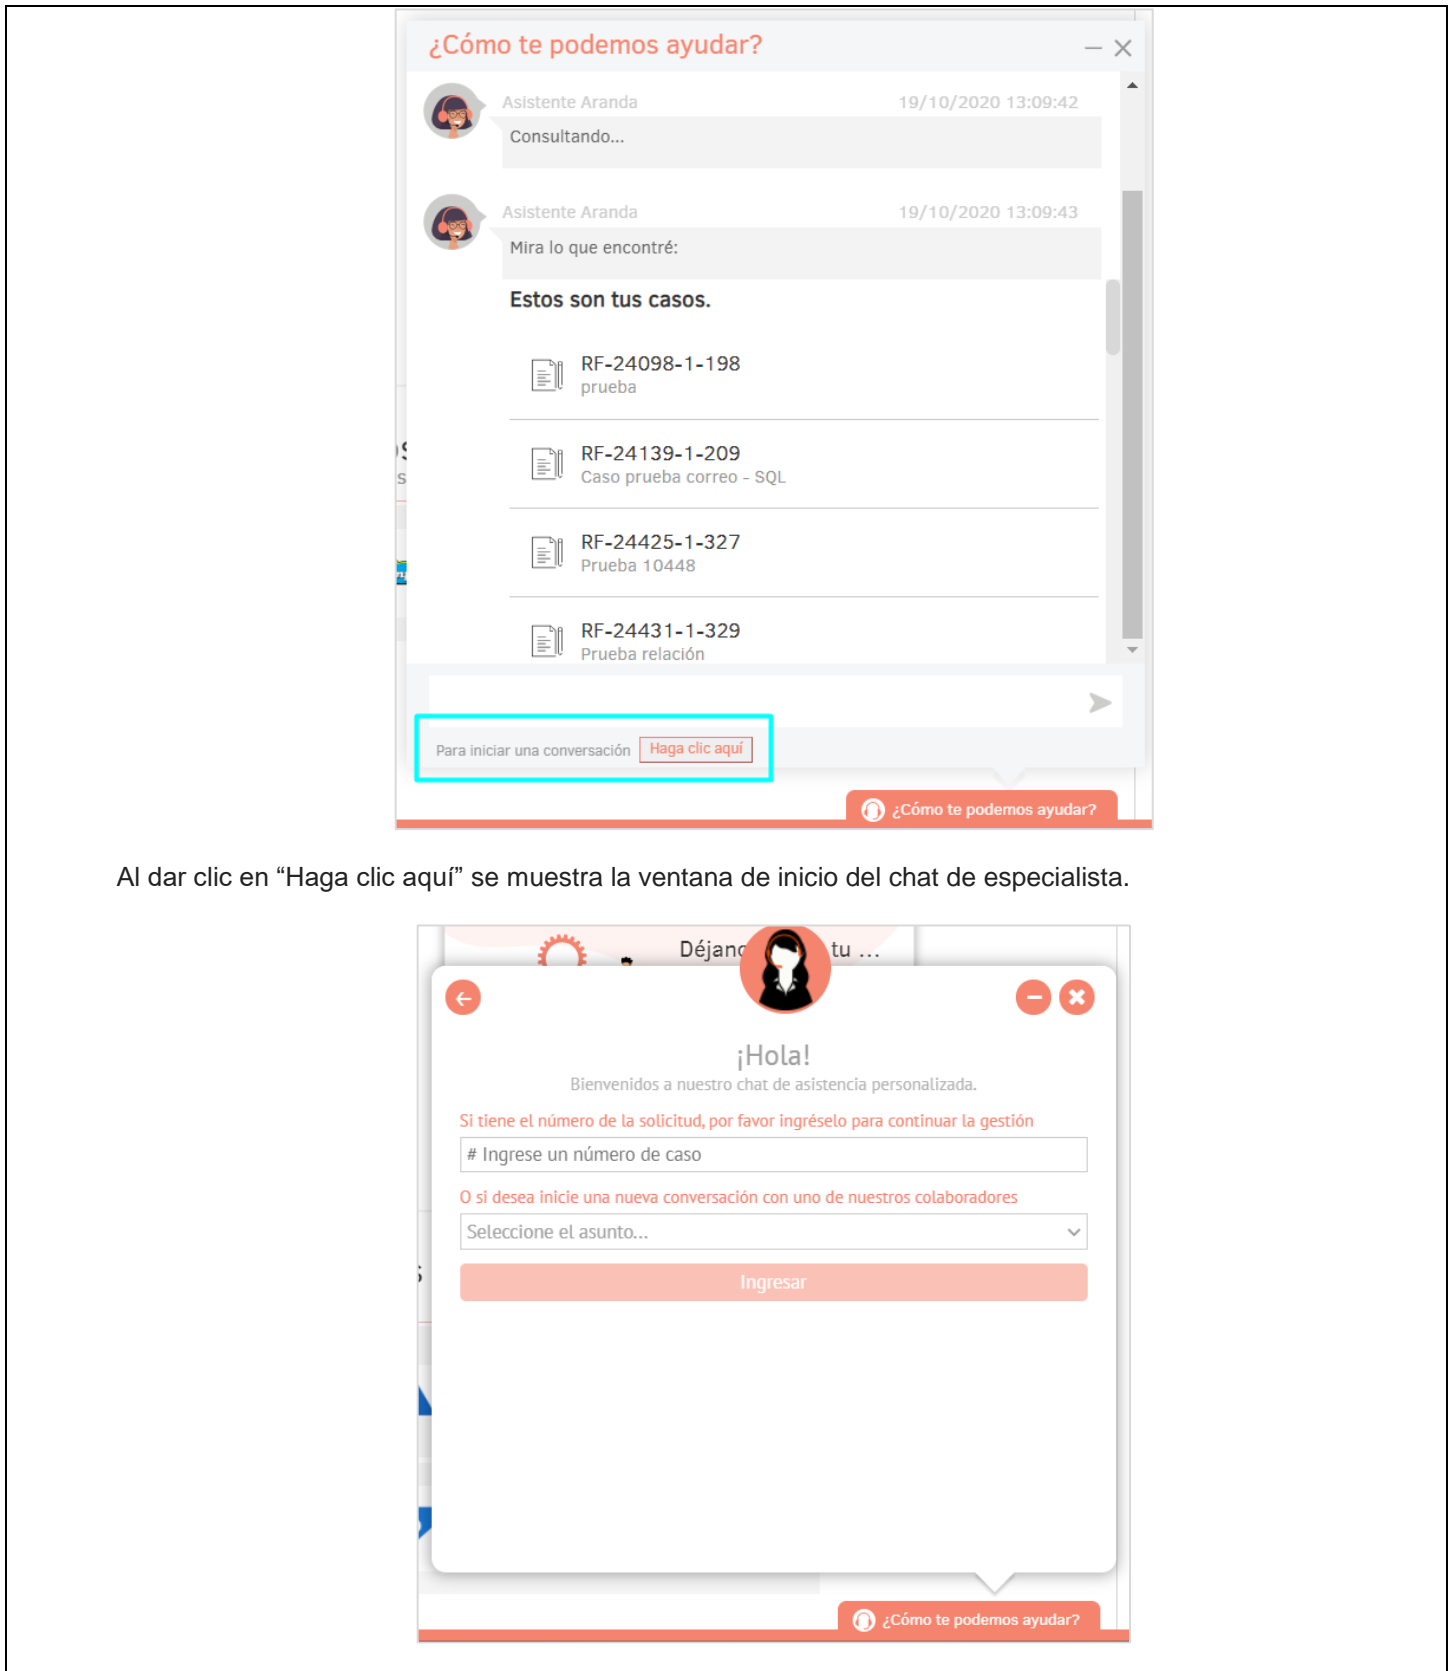 ¿Cómo te podemos ayudar?
Asistente Aranda 19/10/2020 13:09:42
Consultando...
Asistente Aranda 19/10/2020 13:09:43
Mira lo que encontré:
Estos son tus casos.
RF-24098-1-198
prueba
RF-24139-1-209
Caso prueba correo - SQL
RF-24425-1-327
Prueba 10448
RF-24431-1-329
Prueba relación
Para iniciar una conversación Haga clic aquí
¿Cómo te podemos ayudar?
Al dar clic en “Haga clic aquí” se muestra la ventana de inicio del chat de especialista.
tu ...
¡Hola!
Bienvenidos a nuestro chat de asistencia personalizada.
Si tiene el número de la solicitud, por favor ingréselo para continuar la gestión
# Ingrese un número de caso
O si desea inicie una nueva conversación con uno de nuestros colaboradores
Seleccione el asunto...
Ingresar
¿Cómo te podemos ayudar?